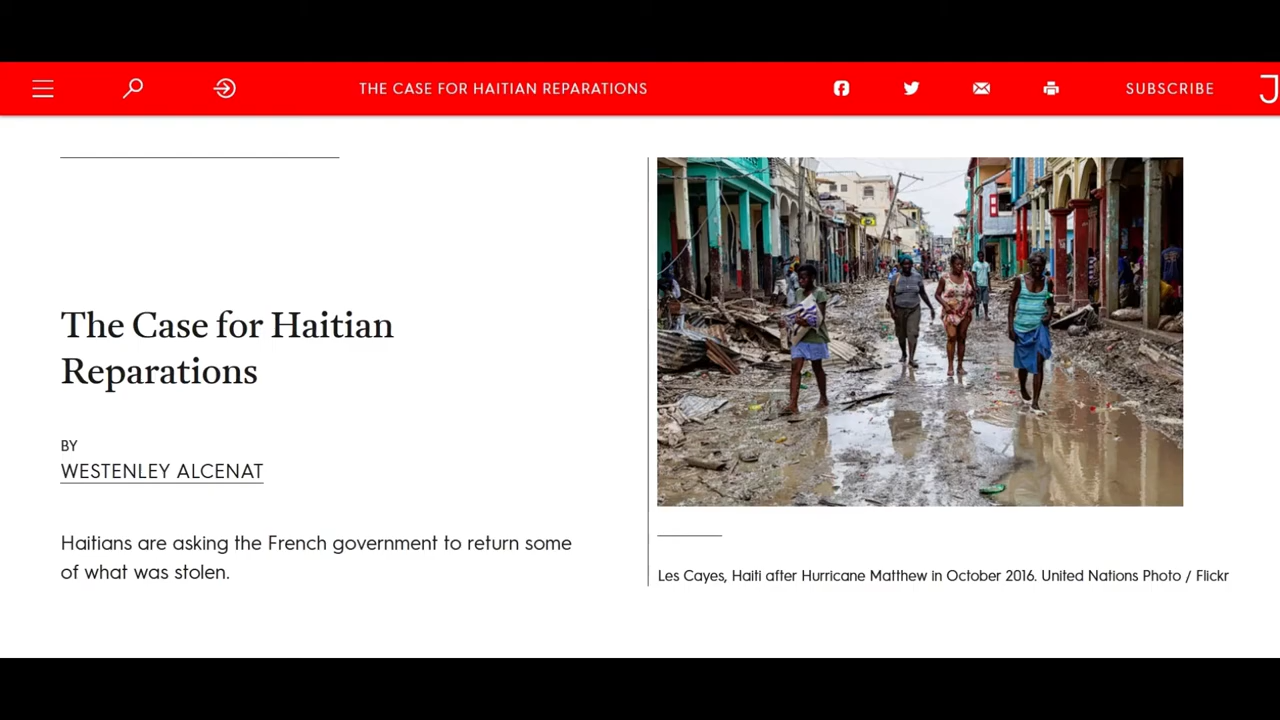 THE CASE FOR HAITIAN REPARATIONS
SUBSCRIBE
J
The Case for Haitian
Reparations
BY
WESTENLEY ALCENAT
Haitians are asking the French government to return some
of what was stolen.
Les Cayes, Haiti after Hurricane Matthew in October 2016. United Nations Photo / Flickr